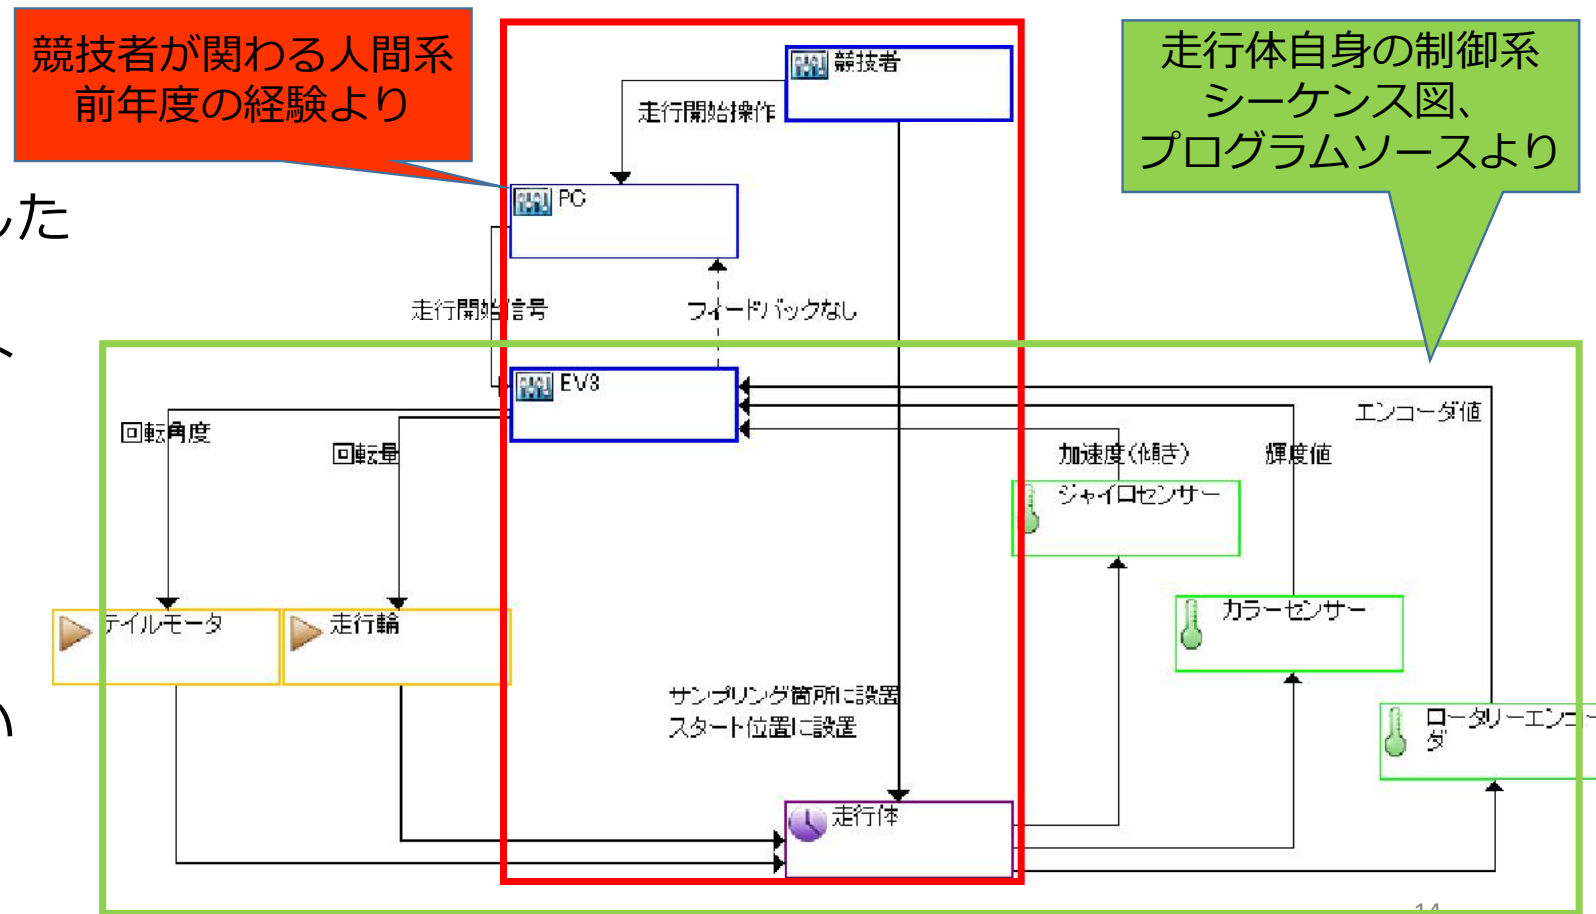 競技者が関わる人間系
前年度の経験より
走行体自身の制御系
シーケンス図、
プログラムソースより
競技者
走行開始操作
PC
した
走行開始信号
フィードバックなし
EV3
回転角度
回転量
エンコーダ値
加速度(傾き)
輝度値
ジャイロセンサー
カラーセンサー
テイルモータ
走行輪
サンプリング箇所に設置
スタート位置に設置
い
ロータリーエンコー
ダ
走行体